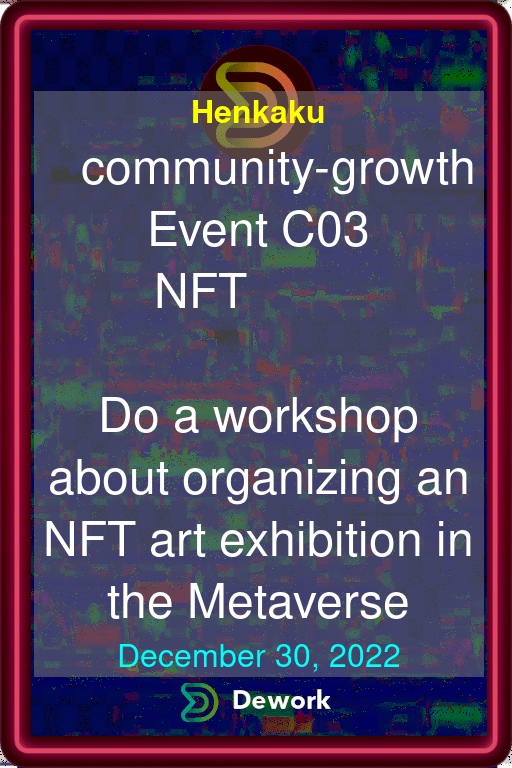 Henkaku
community-growth
Event C03
NFT
Do a workshop
about organizing an
NFT art exhibition in
the Metaverse
December 30, 2022
Dework